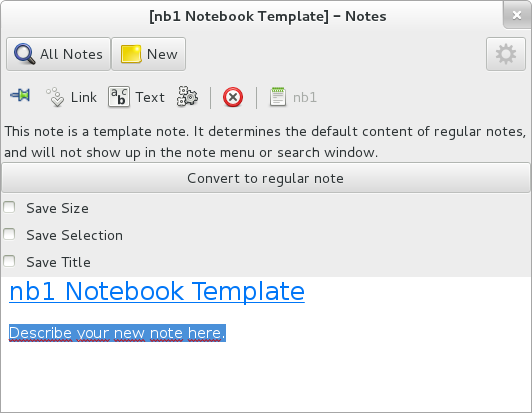 [nb1 Notebook Template] – Notes
All Notes New
Link a c b Text nb1
This note is a template note. It determines the default content of regular notes,
and will not show up in the note menu or search window.
Convert to regular note
Save Size
Save Selection
Save Title
nb1 Notebook Template
Describe your new note here.